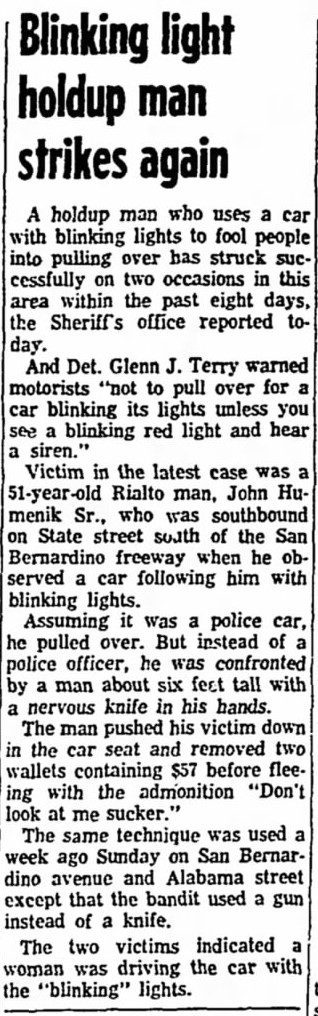 Blinking light
holdup man
strikes again
A holdup man who uses a car
with blinking lights to fool people
into pulling over has struck suc-
cessfully on two occasions in this
area within the past eight days,
the Sheriff's office reported to-
day.
And Det. Glenn J. Terry warned
motorists "not to pull over for a
car blinking its lights unless you
see a blinking red light and hear
a siren."
Victim in the latest case was a
51-year-old Rialto man, John Hu-
menik Sr., who was southbound
on State street south of the San
Bernardino freeway when he ob-
served a car following him with
blinking lights.
Assuming it was a police car,
he pulled over. But instead of a
police officer, he was confronted
by a man about six feet tall with
a nervous knife in his hands.
The man pushed his victim down
in the car seat and removed two
wallets containing $57 before flee-
ing with the admonition "Don't
look at me sucker."
The same technique was used a
week ago Sunday on San Bernar-
dino avenue and Alabama street
except that the bandit used a gun
instead of a knife.
The two victims indicated a
woman was driving the car with
the "blinking" lights.